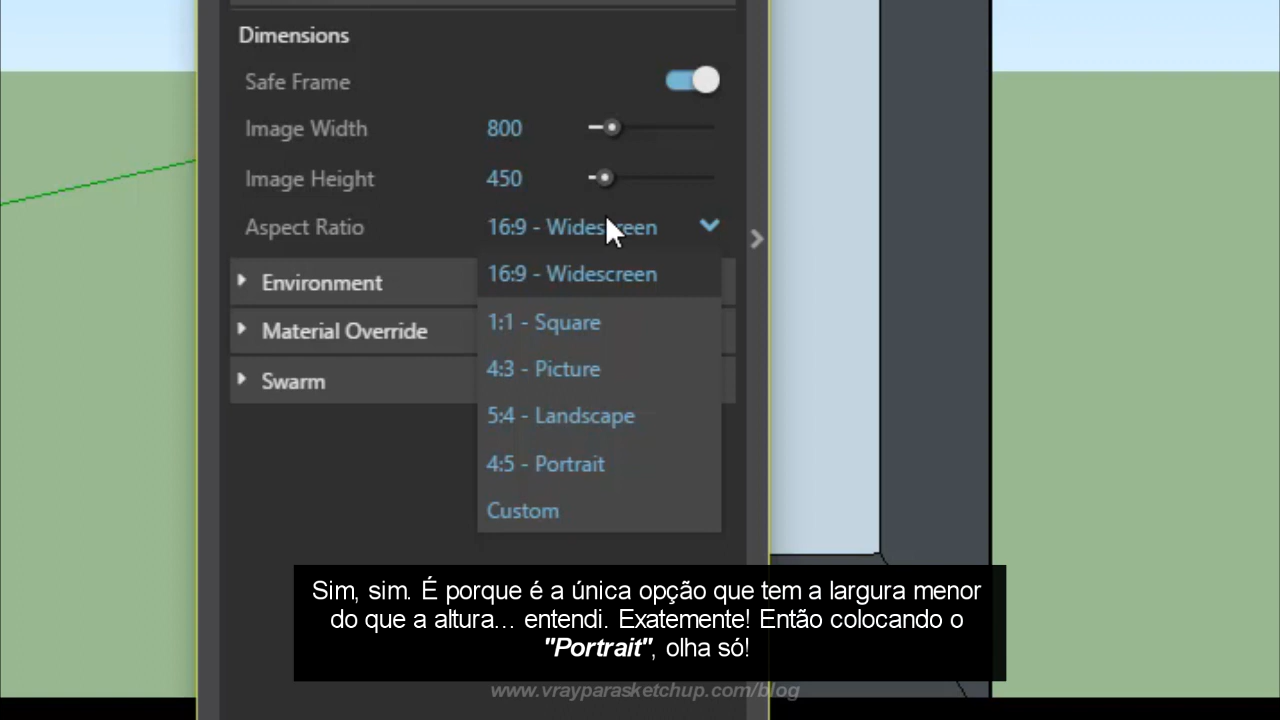 Dimensions
Safe Frame
Image Width 800
Image Height 450
Aspect Ratio 16:9 - Widescreen
16:9 - Widescreen
Environment
1:1 - Square
Material Override
4:3 - Picture
Swarm
5:4 - Landscape
4:5 - Portrait
Custom
Sim, sim. É porque é a única opção que tem a largura menor
do que a altura... entendi. Exatemente! Então colocando o
"Portrait", olha só!
www.vrayparasketchup.com/blog